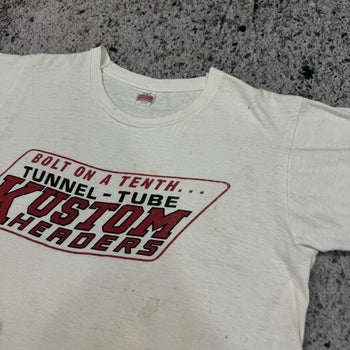 BOLT ON A TENTH...
TUNNEL-TUBE
KUSTOM
HEADERS